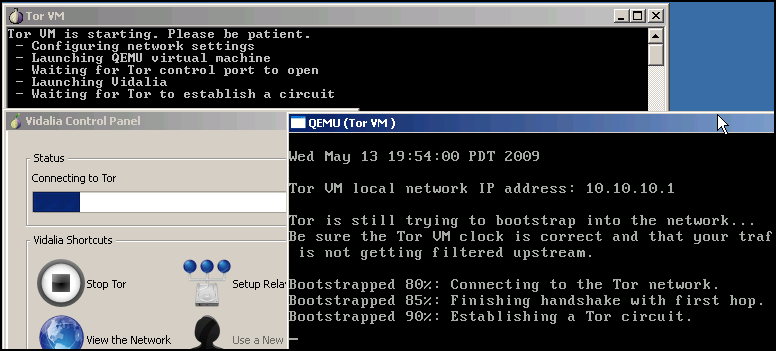 Tor VM
Tor VM is starting. Please be patient.
- Configuring network settings
- Launching QEMU virtual machine
- Waiting for Tor control port to open
- Launching Vidalia
- Waiting for Tor to establish a circuit
Vidalia Control Panel
Status
Connecting to Tor
Vidalia Shortcuts
Stop Tor
Setup Rela
View the Network
Use a New
QEMU (Tor VM )
Wed May 13 19:54:00 PDT 2009
Tor VM local network IP address: 10.10.10.1
Tor is still trying to bootstrap into the network...
Be sure the Tor VM clock is correct and that your traf
is not getting filtered upstream.
Bootstrapped 80%: Connecting to the Tor network.
Bootstrapped 85%: Finishing handshake with first hop.
Bootstrapped 90%: Establishing a Tor circuit.